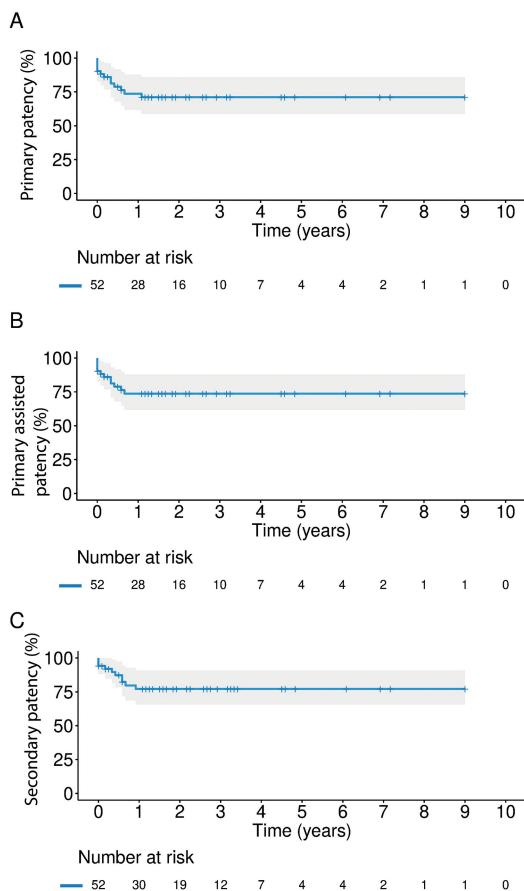 A
Primary patency (%)
100
75
50
25
0
0 1 2 3 4 5 6 7 8 9 10
Time (years)
Number at risk
52 28 16 10 7 4 4 2 1 1 0
B
Primary assisted
patency (%)
100
75
50
25
0
0 1 2 3 4 5 6 7 8 9 10
Time (years)
Number at risk
52 28 16 10 7 4 4 2 1 1 0
C
Secondary patency (%)
100
75
50
25
0
0 1 2 3 4 5 6 7 8 9 10
Time (years)
Number at risk
52 30 19 12 7 4 4 2 1 1 0